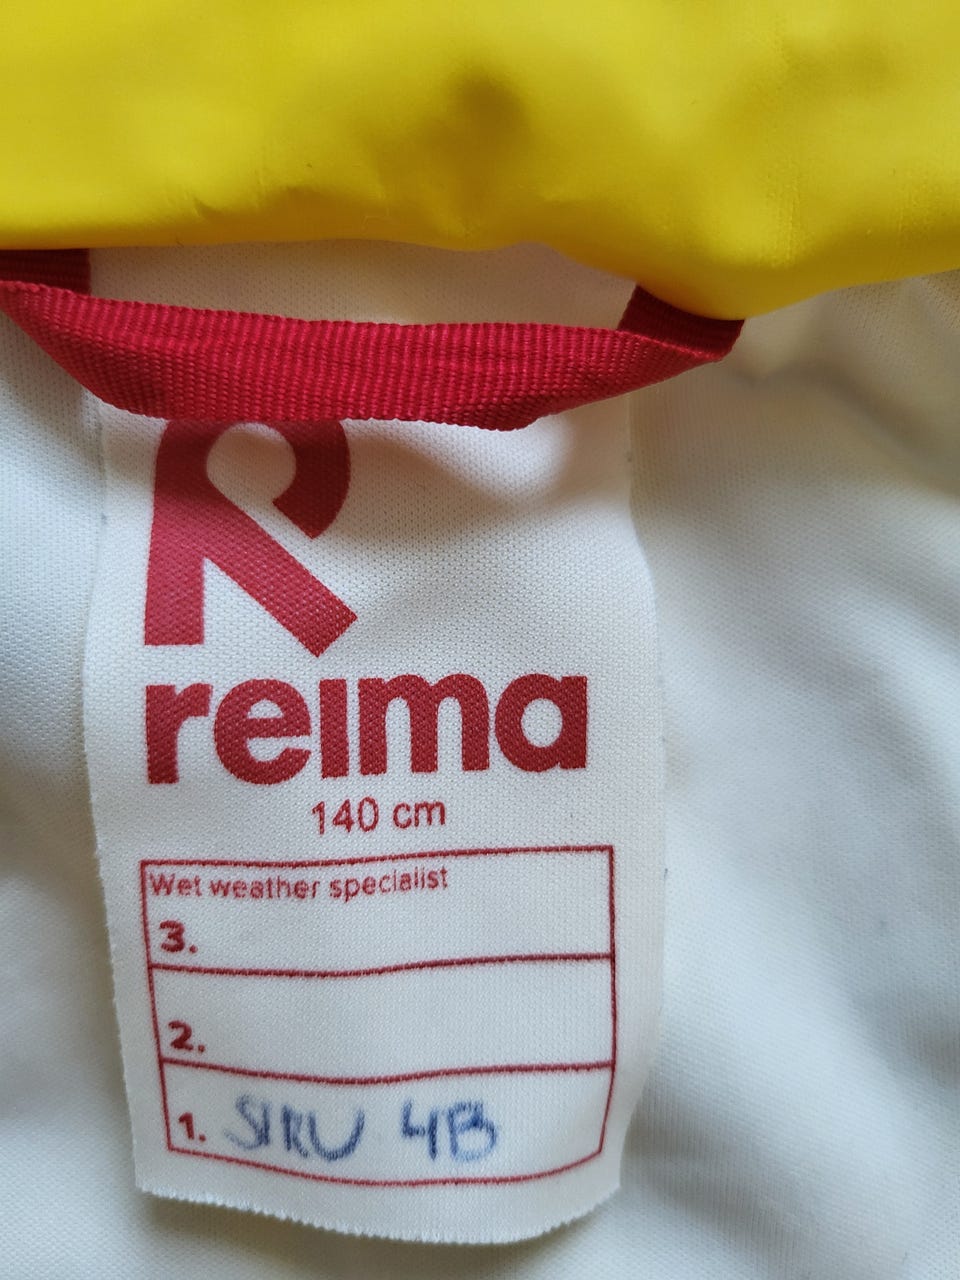 reima
140 cm
Wet weather specialist
3.
2.
1. SIRU 4B